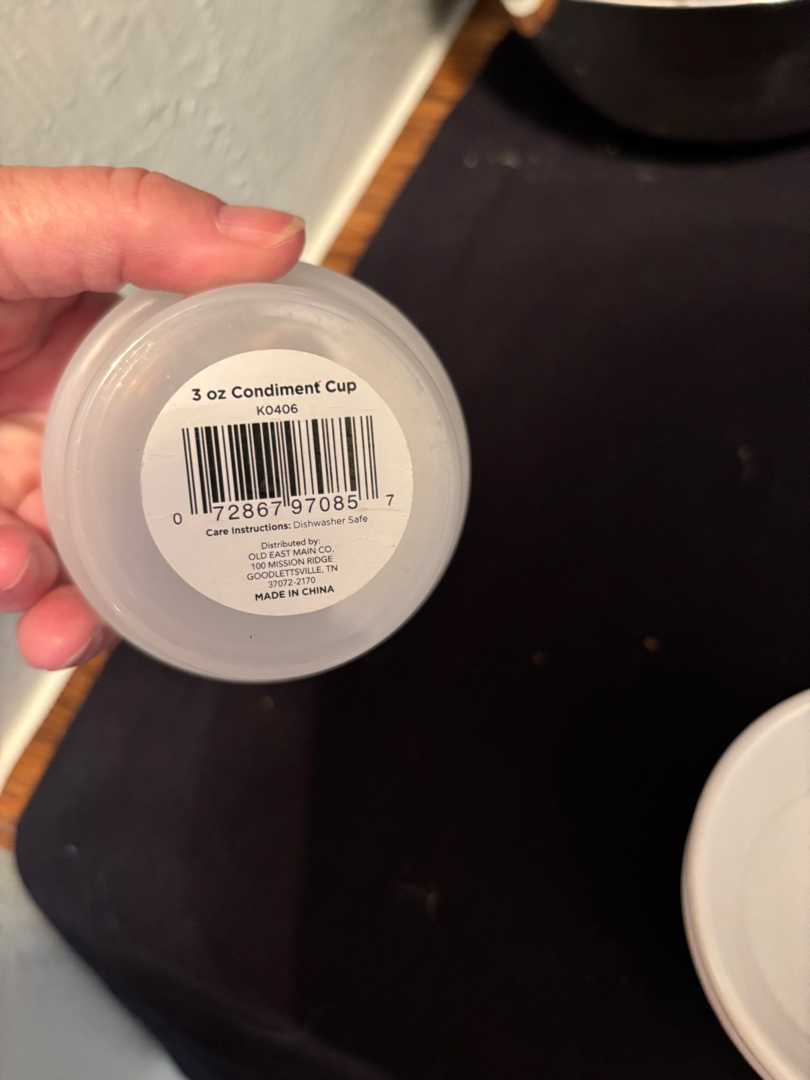 3 oz Condiment Cup
K0406
0 72867 97085 7
Care Instructions: Dishwasher Safe
Distributed by:
OLD EAST MAIN CO.
100 MISSION RIDGE
GOODLETTSVILLE, TN
37072-2170
MADE IN CHINA